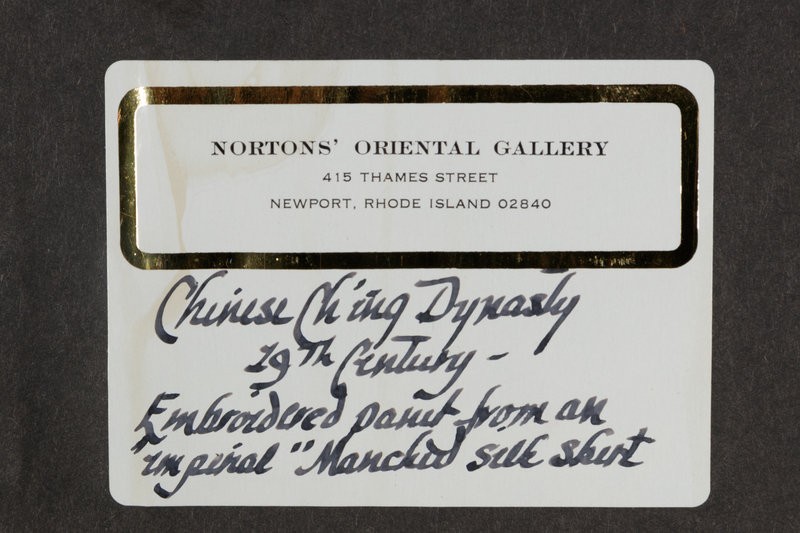 NORTONS' ORIENTAL GALLERY
415 THAMES STREET
NEWPORT, RHODE ISLAND 02840
Chinese Ch'ing Dynasty
19th Century -
Embroidered panel from an
"imperial" Manchu silk skirt